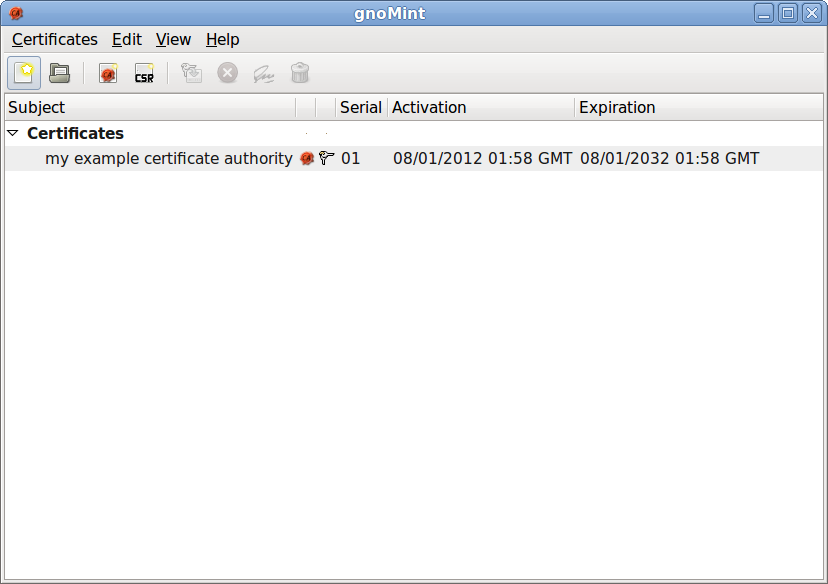 gnoMint
Certificates Edit View Help
CSR
Subject Serial Activation Expiration
Certificates
my example certificate authority 01 08/01/2012 01:58 GMT 08/01/2032 01:58 GMT